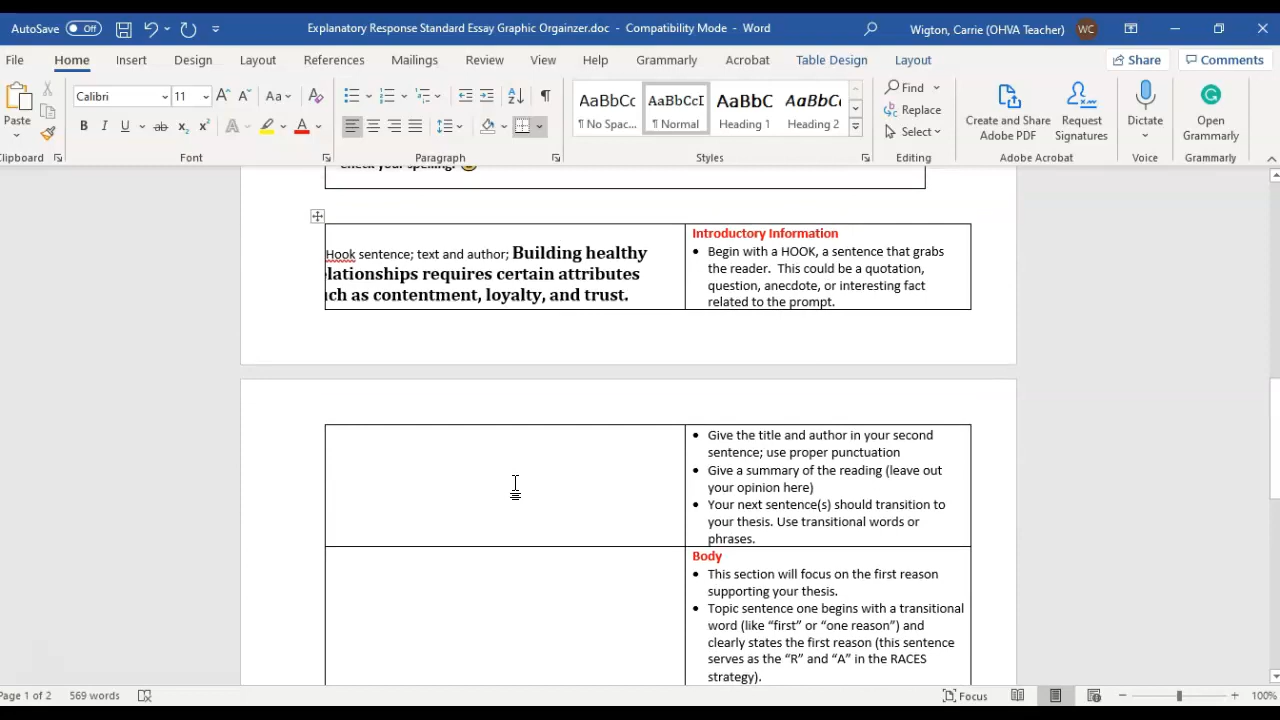 AutoSave Off Explanatory Response Standard Essay Graphic Orgainzer.doc - Compatibility Mode - Word Wigton, Carrie (OHVA Teacher) WC
File Home Insert Design Layout References Mailings Review View Help Grammarly Acrobat Table Design Layout Share Comments
Calibri 11 Aa AaBbCc AaBbCcI AaBbC AaBbCc Find
Paste Replace Create and Share Request Dictate Open
B I U ab x₂ x² A A ¶ No Spac... ¶ Normal Heading 1 Heading 2 Select Adobe PDF Signatures Grammarly
Clipboard Font Paragraph Styles Editing Adobe Acrobat Voice Grammarly
check your spelling!
Hook sentence; text and author; Building healthy
elationships requires certain attributes
uch as contentment, loyalty, and trust.
Introductory Information
• Begin with a HOOK, a sentence that grabs
the reader. This could be a quotation,
question, anecdote, or interesting fact
related to the prompt.
• Give the title and author in your second
sentence; use proper punctuation
• Give a summary of the reading (leave out
your opinion here)
• Your next sentence(s) should transition to
your thesis. Use transitional words or
phrases.
Body
• This section will focus on the first reason
supporting your thesis.
• Topic sentence one begins with a transitional
word (like “first” or “one reason”) and
clearly states the first reason (this sentence
serves as the “R” and “A” in the RACES
strategy).
Page 1 of 2 569 words Focus 100%